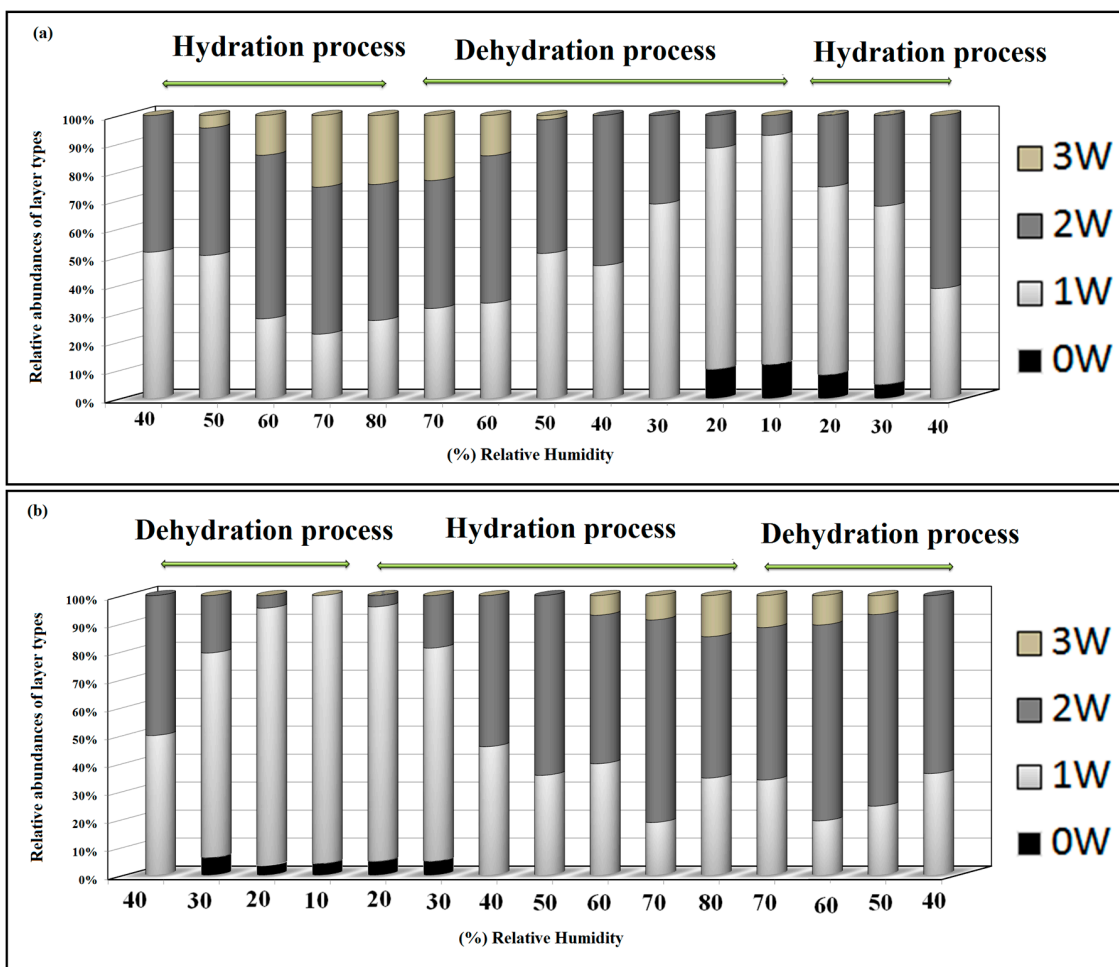 (a)
Hydration process
Dehydration process
Hydration process
Relative abundances of layer types
100%
90%
80%
70%
60%
50%
40%
30%
20%
10%
0%
40 50 60 70 80 70 60 50 40 30 20 10 20 30 40
(%) Relative Humidity
3W
2W
1W
0W
(b)
Dehydration process
Hydration process
Dehydration process
Relative abundances of layer types
100%
90%
80%
70%
60%
50%
40%
30%
20%
10%
0%
40 30 20 10 20 30 40 50 60 70 80 70 60 50 40
(%) Relative Humidity
3W
2W
1W
0W